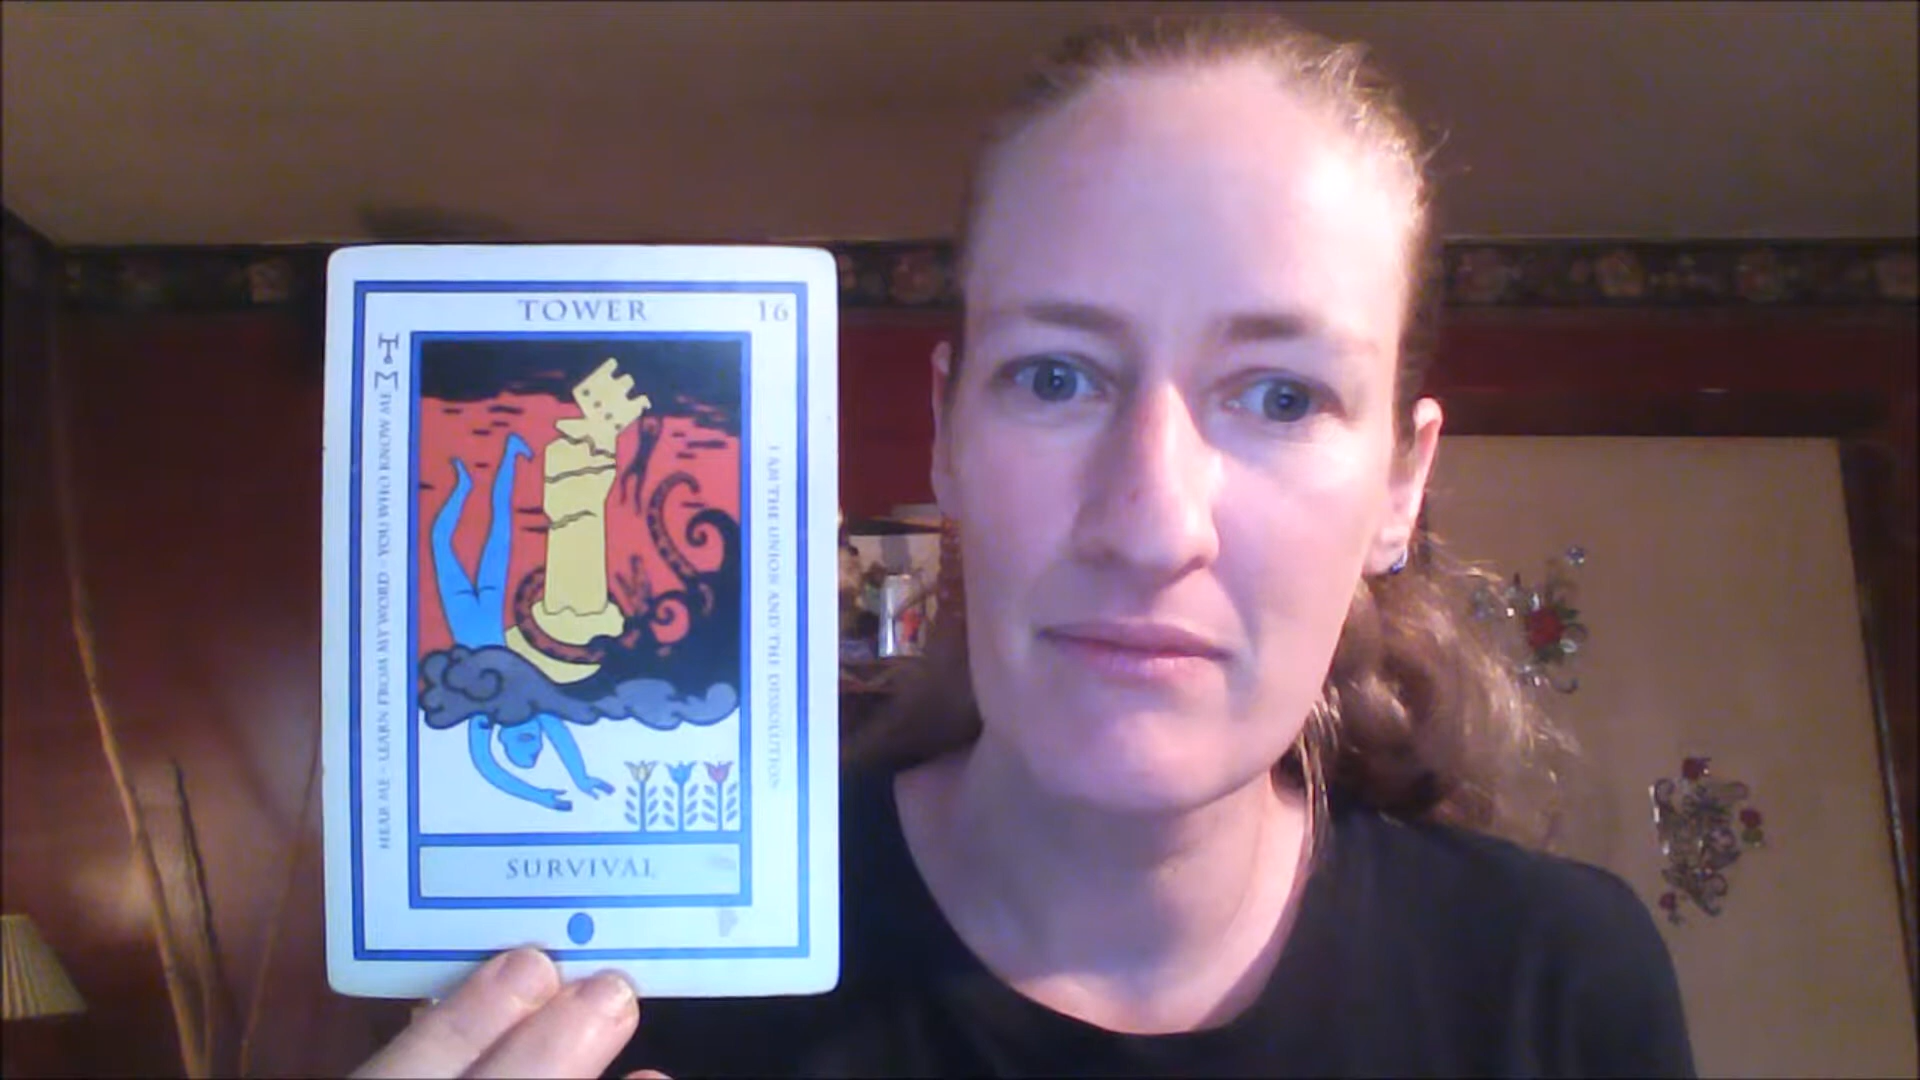 TOWER
16
HEAR ME - LEARN FROM MY WORD - YOU WHO KNOW ME
I AM THE UNION AND THE DISSOLUTION
SURVIVAL